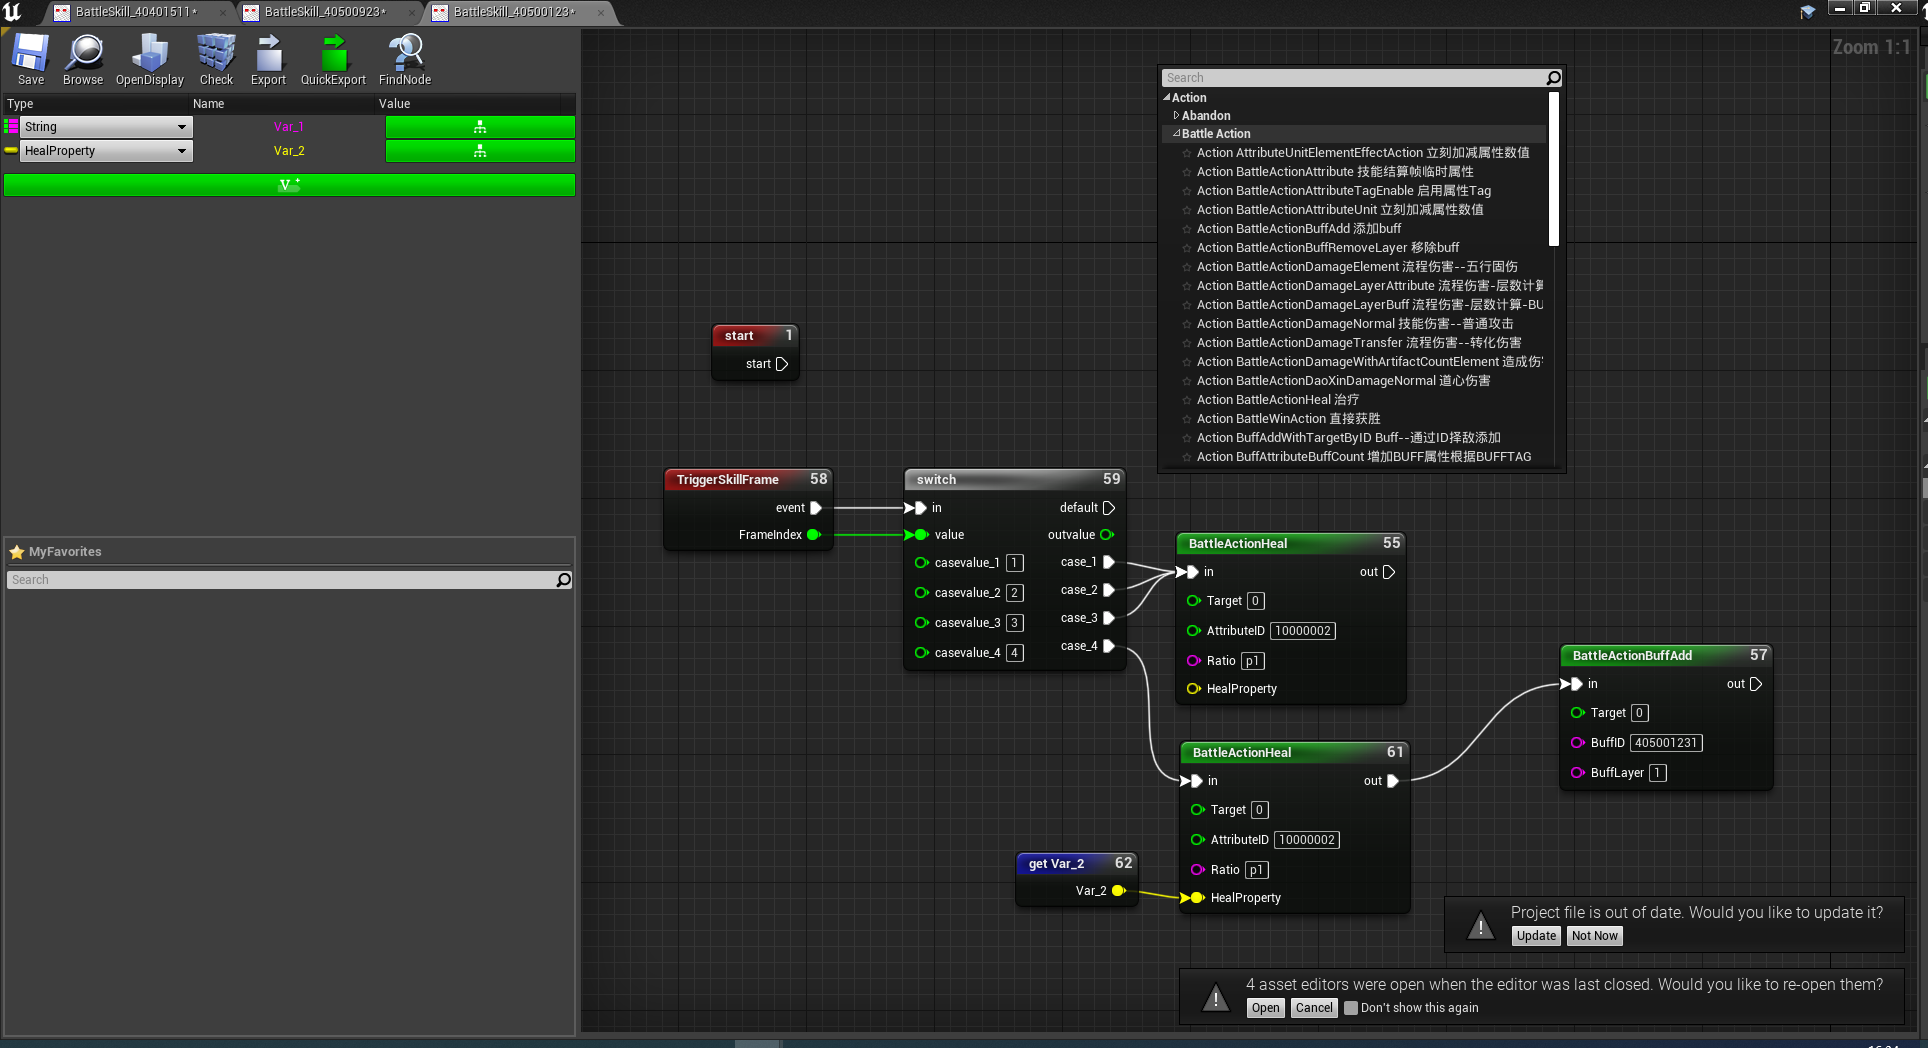 BattleSkill_40401511*
BattleSkill_40500923*
BattleSkill_40500123*
Save
Browse
OpenDisplay
Check
Export
QuickExport
FindNode
Type
Name
Value
String
Var_1
HealProperty
Var_2
V+
MyFavorites
Search
Zoom 1:1
Search
Action
Abandon
Battle Action
Action AttributeUnitElementEffectAction 立刻加减属性数值
Action BattleActionAttribute 技能结算帧临时属性
Action BattleActionAttributeTagEnable 启用属性Tag
Action BattleActionAttributeUnit 立刻加减属性数值
Action BattleActionBuffAdd 添加buff
Action BattleActionBuffRemoveLayer 移除buff
Action BattleActionDamageElement 流程伤害--五行固伤
Action BattleActionDamageLayerAttribute 流程伤害-层数计算
Action BattleActionDamageLayerBuff 流程伤害-层数计算-BU
Action BattleActionDamageNormal 技能伤害--普通攻击
Action BattleActionDamageTransfer 流程伤害--转化伤害
Action BattleActionDamageWithArtifactCountElement 造成伤
Action BattleActionDaoXinDamageNormal 道心伤害
Action BattleActionHeal 治疗
Action BattleWinAction 直接获胜
Action BuffAddWithTargetByID Buff--通过ID择敌添加
Action BuffAttributeBuffCount 增加BUFF属性根据BUFFTAG
start 1
start
TriggerSkillFrame 58
event
FrameIndex
switch 59
in default
value outvalue
casevalue_1 1 case_1
casevalue_2 2 case_2
casevalue_3 3 case_3
casevalue_4 4 case_4
BattleActionHeal 55
in out
Target 0
AttributeID 10000002
Ratio p1
HealProperty
BattleActionBuffAdd 57
in out
Target 0
BuffID 405001231
BuffLayer 1
BattleActionHeal 61
in out
Target 0
AttributeID 10000002
Ratio p1
HealProperty
get Var_2 62
Var_2
Project file is out of date. Would you like to update it?
Update
Not Now
4 asset editors were open when the editor was last closed. Would you like to re-open them?
Open
Cancel
Don't show this again